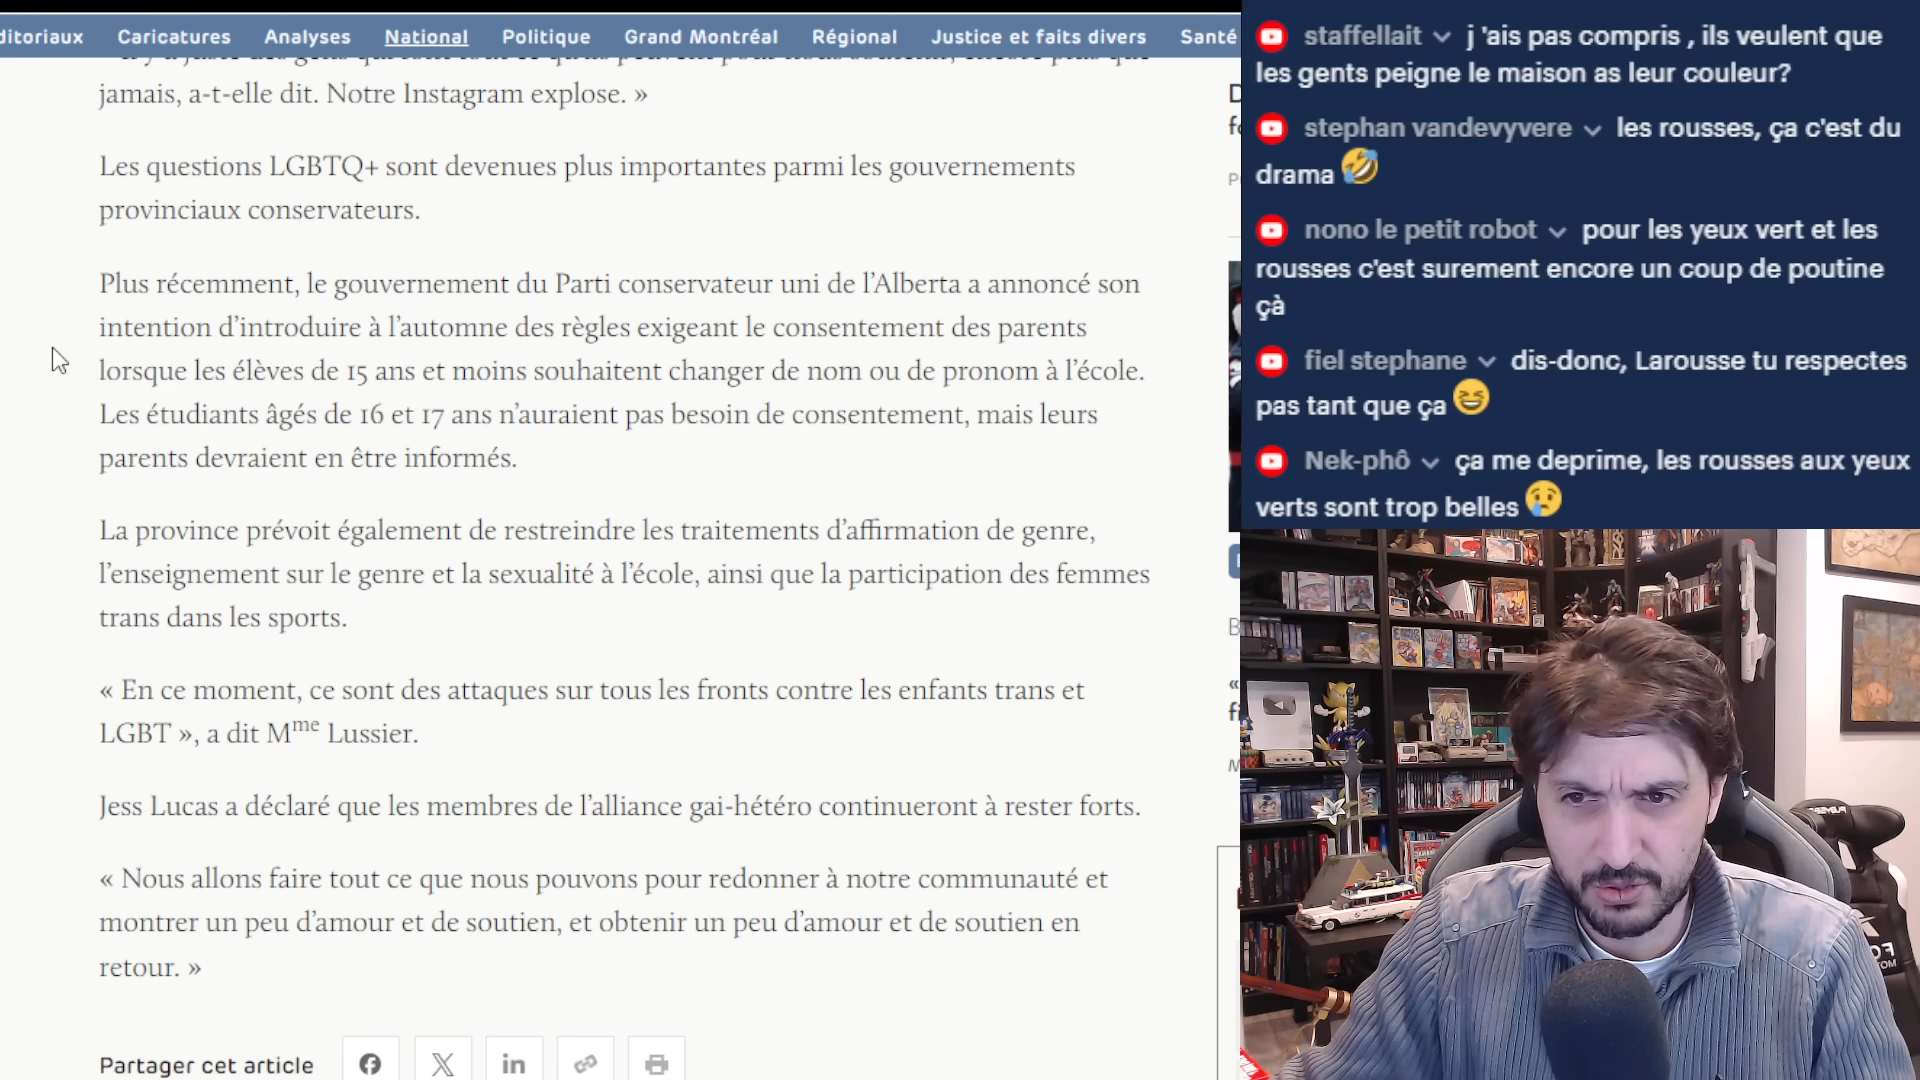 ditoriaux Caricatures Analyses National Politique Grand Montréal Régional Justice et faits divers Santé
jamais, a-t-elle dit. Notre Instagram explose. »
Les questions LGBTQ+ sont devenues plus importantes parmi les gouvernements
provinciaux conservateurs.
Plus récemment, le gouvernement du Parti conservateur uni de l’Alberta a annoncé son
intention d’introduire à l’automne des règles exigeant le consentement des parents
lorsque les élèves de 15 ans et moins souhaitent changer de nom ou de pronom à l’école.
Les étudiants âgés de 16 et 17 ans n’auraient pas besoin de consentement, mais leurs
parents devraient en être informés.
La province prévoit également de restreindre les traitements d’affirmation de genre,
l’enseignement sur le genre et la sexualité à l’école, ainsi que la participation des femmes
trans dans les sports.
« En ce moment, ce sont des attaques sur tous les fronts contre les enfants trans et
LGBT », a dit Mme Lussier.
Jess Lucas a déclaré que les membres de l’alliance gai-hétéro continueront à rester forts.
« Nous allons faire tout ce que nous pouvons pour redonner à notre communauté et
montrer un peu d’amour et de soutien, et obtenir un peu d’amour et de soutien en
retour. »
Partager cet article
staffellait j 'ais pas compris , ils veulent que
les gents peigne le maison as leur couleur?
stephan vandevyvere les rousses, ça c'est du
drama 🤣
nono le petit robot pour les yeux vert et les
rousses c'est surement encore un coup de poutine
çà
fiel stephane dis-donc, Larousse tu respectes
pas tant que ça 😆
Nek-phô ça me deprime, les rousses aux yeux
verts sont trop belles 😢